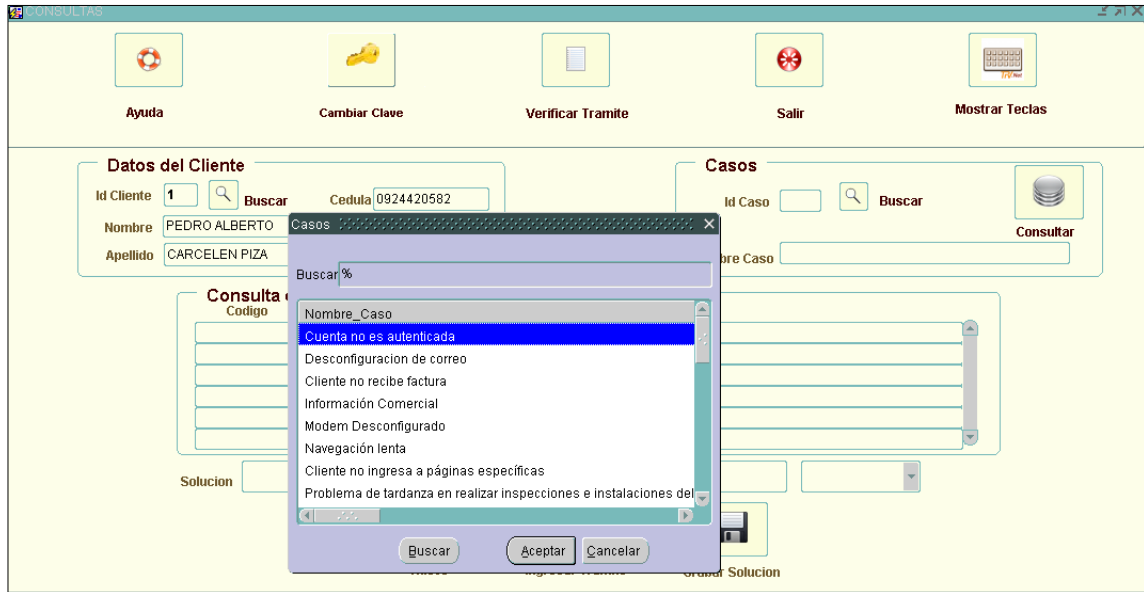 CONSULTAS
Ayuda
Cambiar Clave
Verificar Tramite
Salir
Mostrar Teclas
Datos del Cliente
Id Cliente 1 Buscar Cedula 0924420582
Nombre PEDRO ALBERTO
Apellido CARCELEN PIZA
Casos
Id Caso Buscar
Consultar
bre Caso
Consulta
Codigo
Casos
Buscar %
Nombre_Caso
Cuenta no es autenticada
Desconfiguracion de correo
Cliente no recibe factura
Información Comercial
Modem Desconfigurado
Navegación lenta
Cliente no ingresa a páginas específicas
Problema de tardanza en realizar inspecciones e instalaciones del
Buscar Aceptar Cancelar
Solucion
Solucion